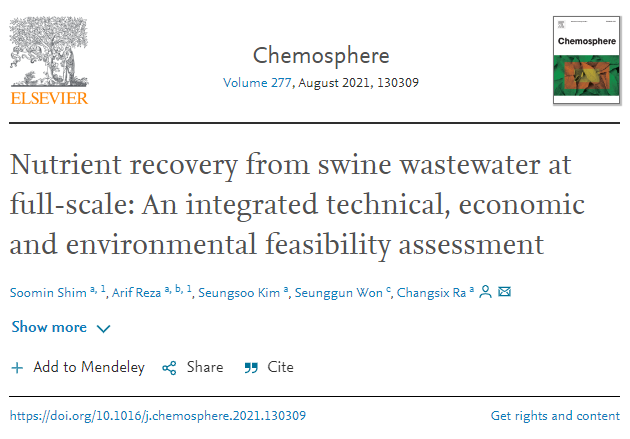 Chemosphere
Volume 277, August 2021, 130309
ELSEVIER
Chemosphere
Nutrient recovery from swine wastewater at
full-scale: An integrated technical, economic
and environmental feasibility assessment
Soomin Shim a, 1, Arif Reza a, b, 1, Seungsoo Kim a, Seunggun Won c, Changsix Ra a
Show more
Add to Mendeley Share Cite
https://doi.org/10.1016/j.chemosphere.2021.130309 Get rights and content